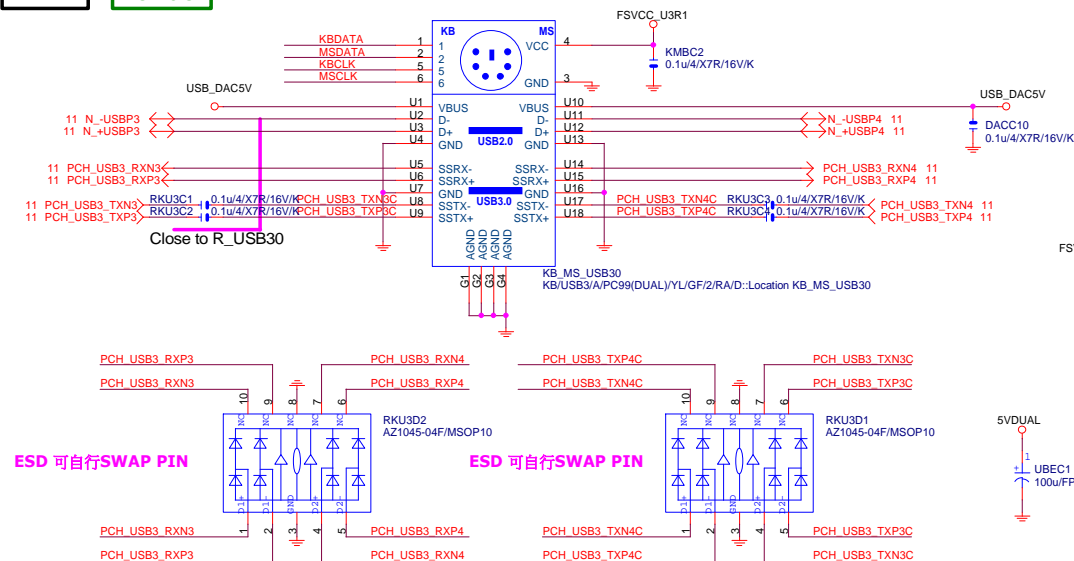 FSVCC_U3R1
KB
MS
KBDATA 1 1
MSDATA 2 2
KBCLK 5 5
MSCLK 6 6
VCC 4
GND 3
KMBC2
0.1u/4/X7R/16V/K
USB_DAC5V
USB_DAC5V
U1 VBUS
VBUS U10
11 N_-USBP3 U2 D-
D- U11 N_-USBP4 11
11 N_+USBP3 U3 D+
D+ U12 N_+USBP4 11
U4 GND
GND U13
USB2.0
DACC10
0.1u/4/X7R/16V/K
11 PCH_USB3_RXN3 U5 SSRX-
SSRX- U14 PCH_USB3_RXN4 11
11 PCH_USB3_RXP3 U6 SSRX+
SSRX+ U15 PCH_USB3_RXP4 11
U7 GND
GND U16
USB3.0
11 PCH_USB3_TXN3 RKU3C1 0.1u/4/X7R/16V/K PCH_USB3_TXN3C U8 SSTX-
SSTX- U17 PCH_USB3_TXN4C RKU3C3 0.1u/4/X7R/16V/K PCH_USB3_TXN4 11
11 PCH_USB3_TXP3 RKU3C2 0.1u/4/X7R/16V/K PCH_USB3_TXP3C U9 SSTX+
SSTX+ U18 PCH_USB3_TXP4C RKU3C4 0.1u/4/X7R/16V/K PCH_USB3_TXP4 11
Close to R_USB30
AGND AGND AGND AGND
G1 G2 G3 G4
KB_MS_USB30
KB/USB3/A/PC99(DUAL)/YL/GF/2/RA/D::Location KB_MS_USB30
PCH_USB3_RXP3
PCH_USB3_RXN4
PCH_USB3_TXP4C
PCH_USB3_TXN3C
PCH_USB3_RXN3
PCH_USB3_RXP4
PCH_USB3_TXN4C
PCH_USB3_TXP3C
10 9 8 7 6
NC NC NC NC
10 9 8 7 6
NC NC NC NC
RKU3D2
AZ1045-04F/MSOP10
RKU3D1
AZ1045-04F/MSOP10
5VDUAL
1
+
UBEC1
100u/FP
ESD 可自行SWAP PIN
ESD 可自行SWAP PIN
D1+ D1- GND D2+ D2-
1 2 3 4 5
D1+ D1- GND D2+ D2-
1 2 3 4 5
PCH_USB3_RXN3
PCH_USB3_RXP4
PCH_USB3_TXN4C
PCH_USB3_TXP3C
PCH_USB3_RXP3
PCH_USB3_RXN4
PCH_USB3_TXP4C
PCH_USB3_TXN3C